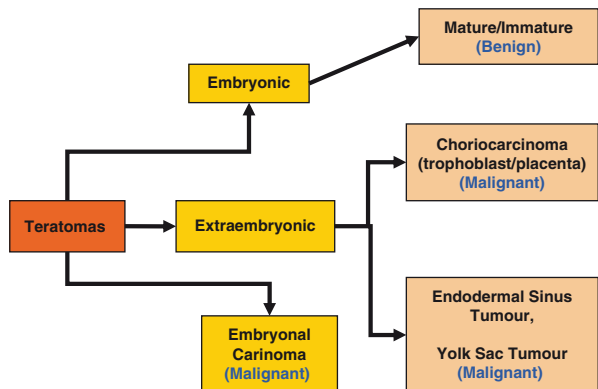 Mature/Immature
(Benign)
Embryonic
Choriocarcinoma
(trophoblast/placenta)
(Malignant)
Teratomas
Extraembryonic
Endodermal Sinus
Tumour,
Yolk Sac Tumour
(Malignant)
Embryonal
Carinoma
(Malignant)